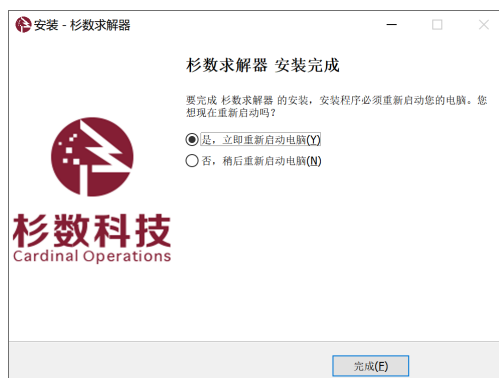 安装 - 杉数求解器
杉数求解器 安装完成
要完成 杉数求解器 的安装，安装程序必须重新启动您的电脑。您
想现在重新启动吗？
是，立即重新启动电脑(Y)
否，稍后重新启动电脑(N)
杉数科技
Cardinal Operations
完成(F)